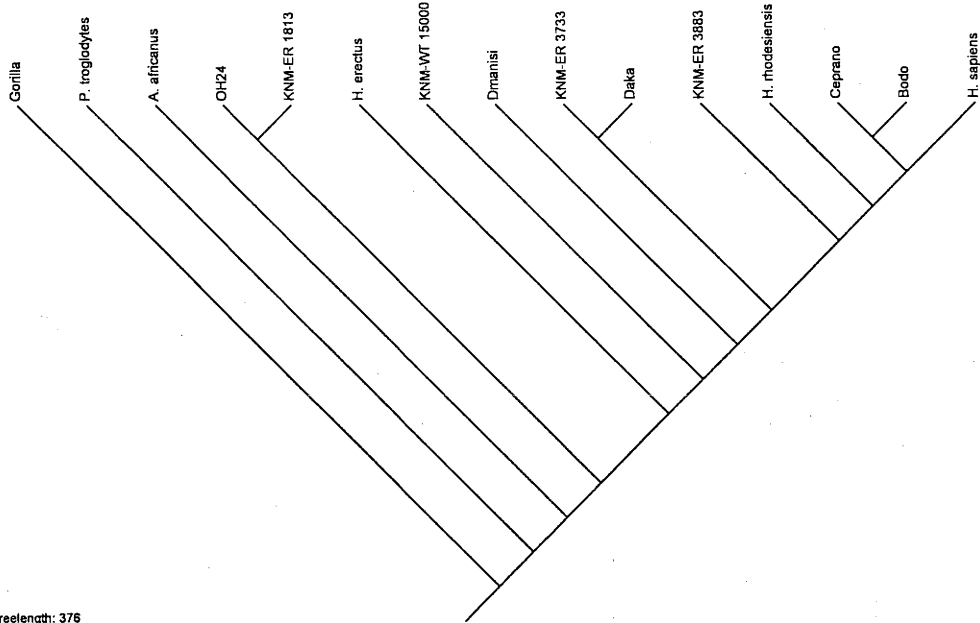 Gorilla
P. troglodytes
A. africanus
OH24
KNM-ER 1813
H. erectus
KNM-WT 15000
Dmanisi
KNM-ER 3733
Daka
KNM-ER 3883
H. rhodesiensis
Ceprano
Bodo
H. sapiens
reelength: 376